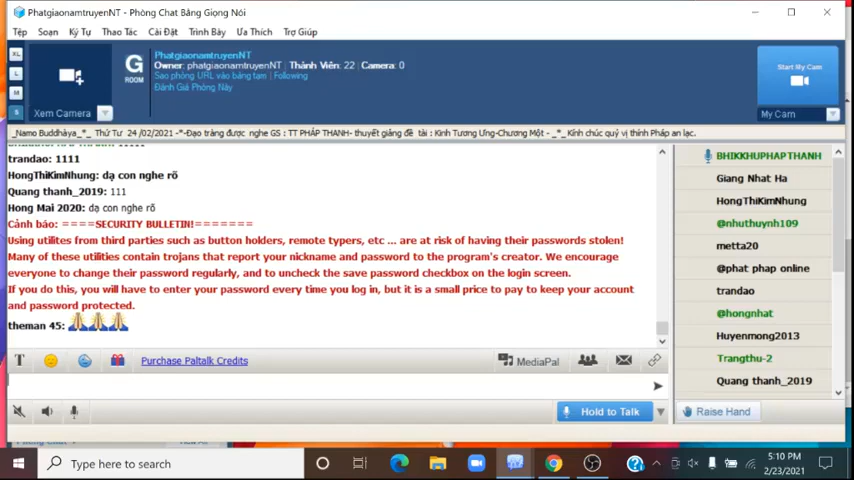 PhatgiaonamtruyenNT - Phòng Chat Bằng Giọng Nói
Tệp Soạn Ký Tự Thao Tác Cài Đặt Trình Bày Ưa Thích Trợ Giúp
XL
L
M
S
Xem Camera
G
ROOM
PhatgiaonamtruyenNT
Owner: phatgiaonamtruyenNT | Thành Viên: 22 | Camera: 0
Sao phòng URL vào bảng tạm | Following
Đánh Giá Phòng Này
Start My Cam
My Cam
_Namo Buddhàya_*_ Thứ Tư 24 /02/2021 -*-Đạo tràng được nghe GS : TT PHÁP THANH- thuyết giảng đề tài : Kinh Tương Ưng-Chương Một - _*_ Kính chúc quý vị thính Pháp an lạc.
trandao: 1111
HongThiKimNhung: dạ con nghe rõ
Quang thanh_2019: 111
Hong Mai 2020: dạ con nghe rõ
Cảnh báo: ====SECURITY BULLETIN!=======
Using utilites from third parties such as button holders, remote typers, etc ... are at risk of having their passwords stolen!
Many of these utilities contain trojans that report your nickname and password to the program's creator. We encourage
everyone to change their password regularly, and to uncheck the save password checkbox on the login screen.
If you do this, you will have to enter your password every time you log in, but it is a small price to pay to keep your account
and password protected.
theman 45:
BHIKKHUPHAPTHANH
Giang Nhat Ha
HongThiKimNhung
@nhuthuynh109
metta20
@phat phap online
trandao
@hongnhat
Huyenmong2013
Trangthu-2
Quang thanh_2019
T
Purchase Paltalk Credits
MediaPal
Hold to Talk
Raise Hand
Type here to search
5:10 PM
2/23/2021